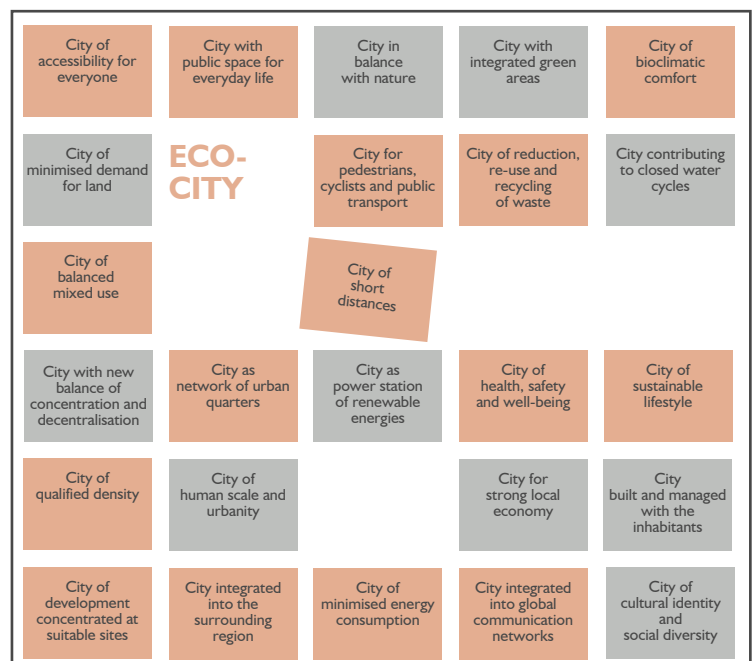 City of
accessibility for
everyone
City with
public space for
everyday life
City in
balance
with nature
City with
integrated green
areas
City of
bioclimatic
comfort
City of
minimised demand
for land
ECO-
CITY
City for
pedestrians,
cyclists and public
transport
City of reduction,
re-use and
recycling
of waste
City contributing
to closed water
cycles
City of
balanced
mixed use
City of
short
distances
City with new
balance of
concentration and
decentralisation
City as
network of urban
quarters
City as
power station
of renewable
energies
City of
health, safety
and well-being
City of
sustainable
lifestyle
City of
qualified density
City of
human scale and
urbanity
City for
strong local
economy
City
built and managed
with the
inhabitants
City of
development
concentrated at
suitable sites
City integrated
into the
surrounding
region
City of
minimised energy
consumption
City integrated
into global
communication
networks
City of
cultural identity
and
social diversity